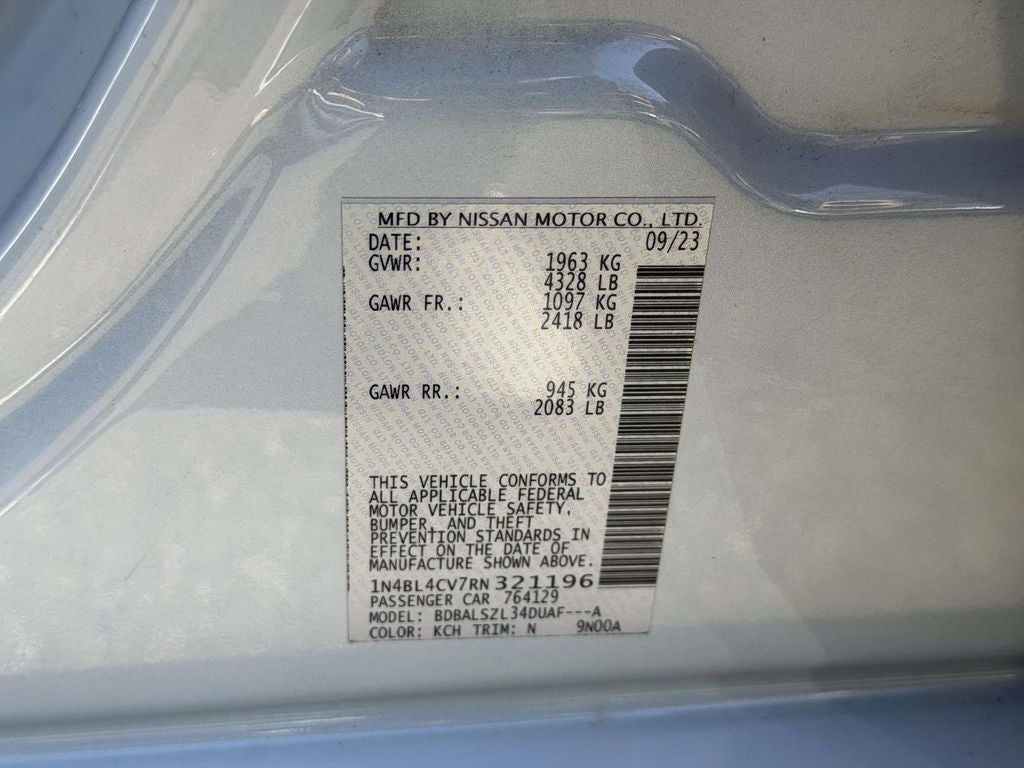 MFD BY NISSAN MOTOR CO., LTD.
DATE: 09/23
GVWR: 1963 KG
4328 LB
GAWR FR.: 1097 KG
2418 LB
GAWR RR.: 945 KG
2083 LB
THIS VEHICLE CONFORMS TO
ALL APPLICABLE FEDERAL
MOTOR VEHICLE SAFETY,
BUMPER, AND THEFT
PREVENTION STANDARDS IN
EFFECT ON THE DATE OF
MANUFACTURE SHOWN ABOVE.
1N4BL4CV7RN321196
PASSENGER CAR 764129
MODEL: BDBALSZL34DUAF---A
COLOR: KCH TRIM: N 9N00A